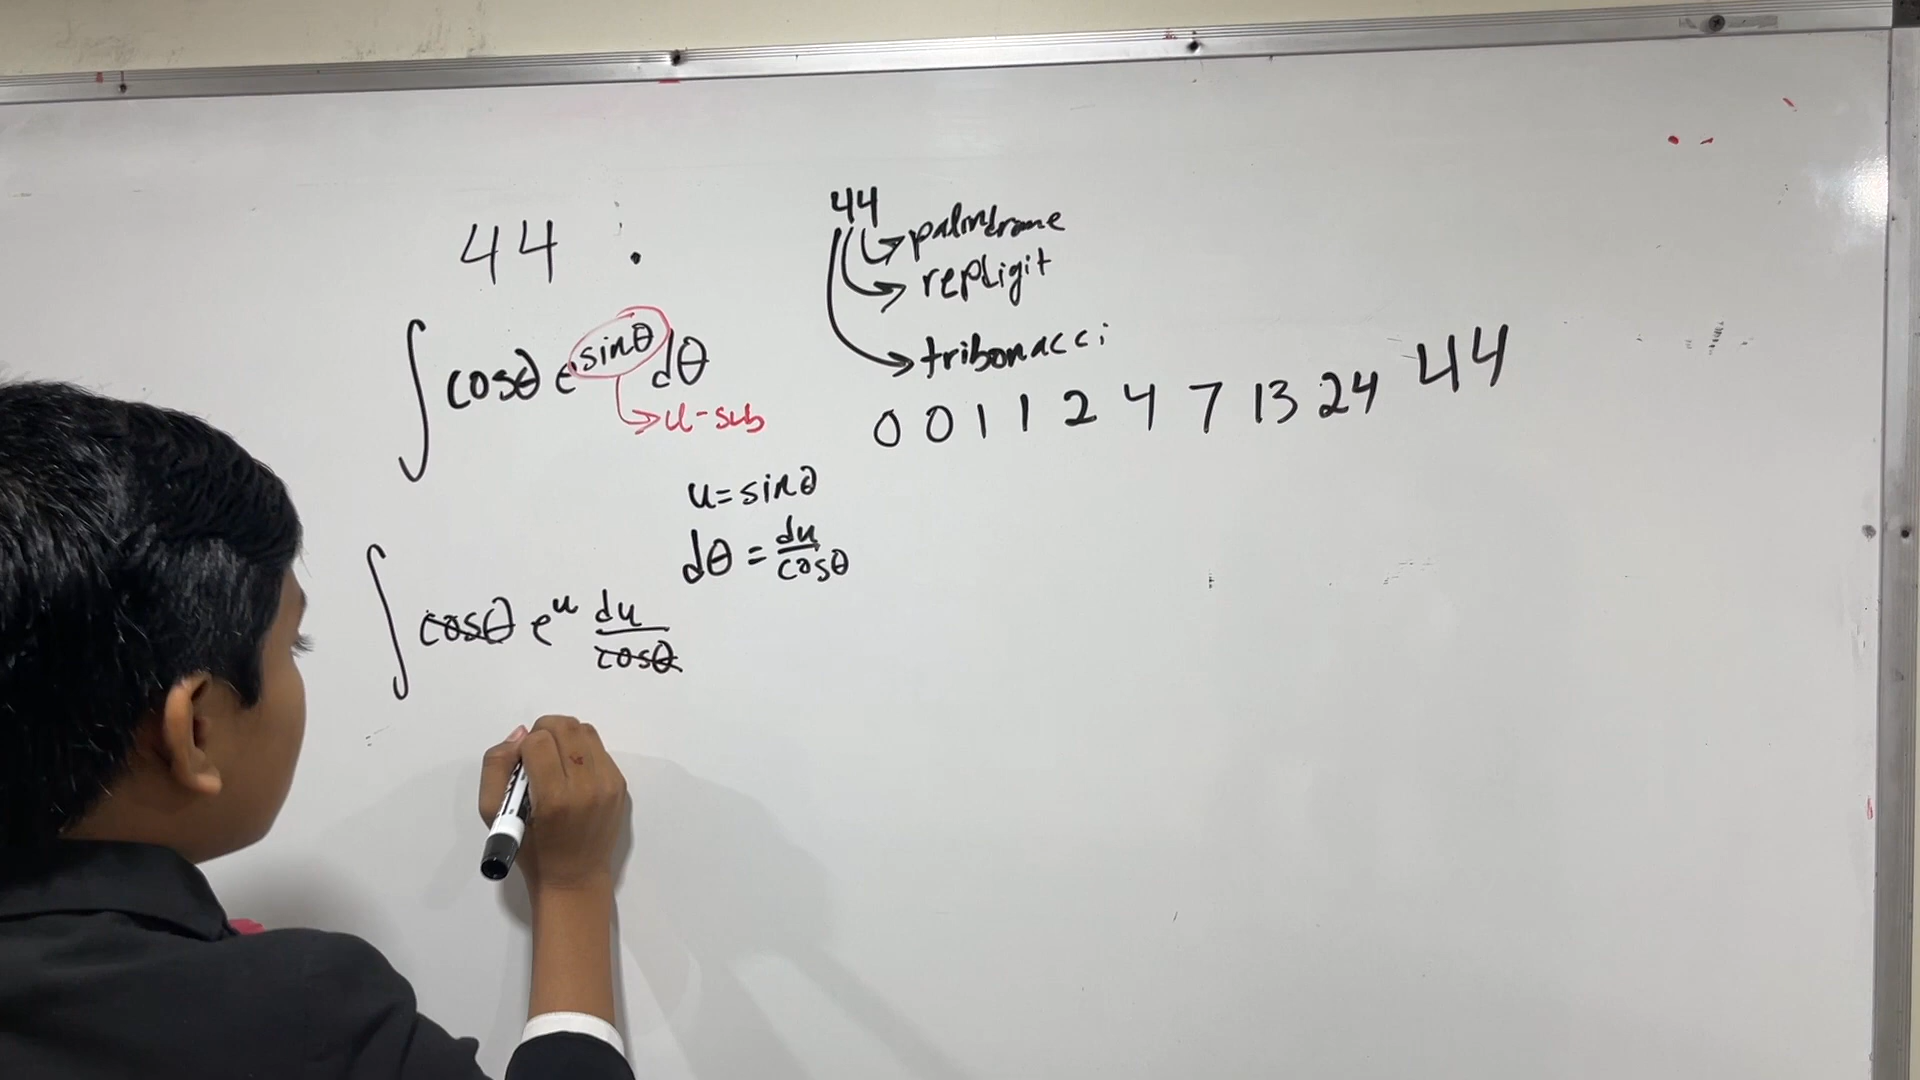 44 .
∫ cosθ e^sinθ dθ
→ u-sub
u = sinθ
dθ = du/cosθ
∫ cosθ e^u du/cosθ
44
→ palindrome
→ repdigit
→ tribonacci
0 0 1 1 2 4 7 13 24 44